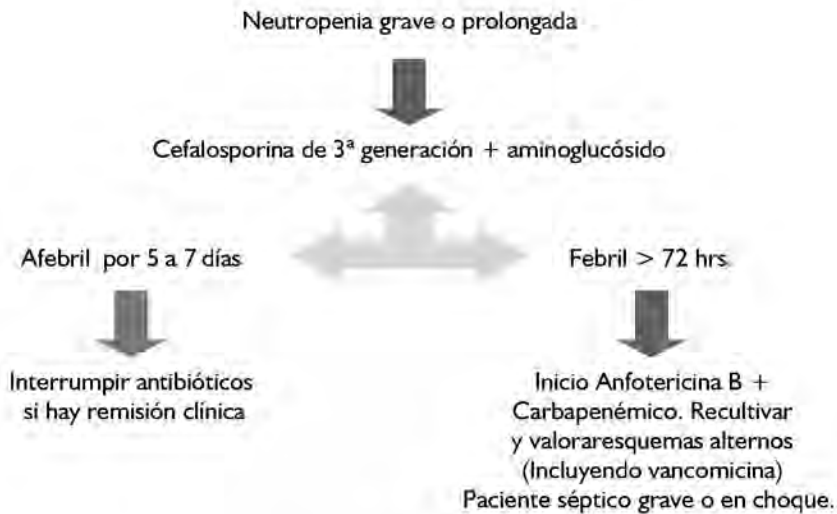 Neutropenia grave o prolongada
Cefalosporina de 3ª generación + aminoglucósido
Afebril por 5 a 7 días
Febril > 72 hrs.
Interrumpir antibióticos
si hay remisión clínica
Inicio Anfotericina B +
Carbapenémico. Recultivar
y valoraresquemas alternos
(Incluyendo vancomicina)
Paciente séptico grave o en choque.